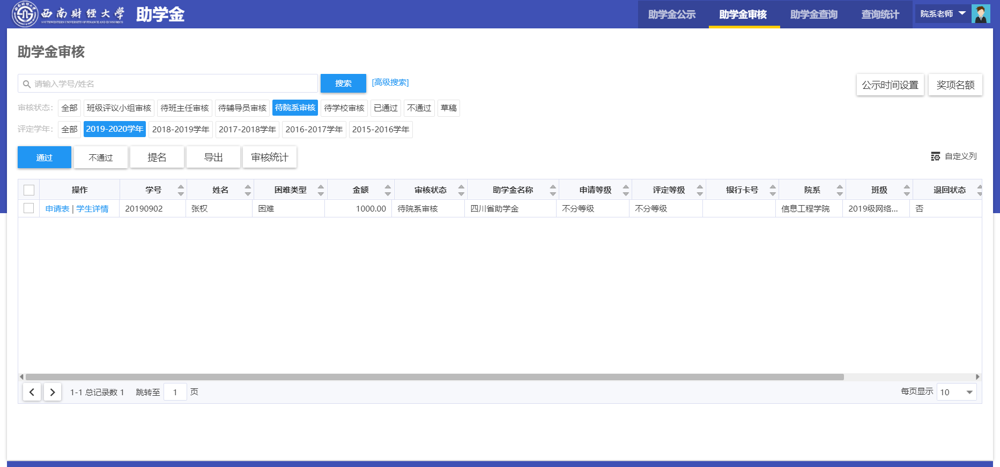 西南财经大学
SOUTHWESTERN UNIVERSITY OF FINANCE AND ECONOMICS
助学金
助学金公示 助学金审核 助学金查询 查询统计 院系老师
助学金审核
请输入学号/姓名 搜索 [高级搜索] 公示时间设置 奖项名额
审核状态: 全部 班级评议小组审核 待班主任审核 待辅导员审核 待院系审核 待学校审核 已通过 不通过 草稿
评定学年: 全部 2019-2020学年 2018-2019学年 2017-2018学年 2016-2017学年 2015-2016学年
通过 不通过 提名 导出 审核统计 自定义列
操作 学号 姓名 困难类型 金额 审核状态 助学金名称 申请等级 评定等级 银行卡号 院系 班级 退回状态
申请表 | 学生详情 20190902 张权 困难 1000.00 待院系审核 四川省助学金 不分等级 不分等级 信息工程学院 2019级网络... 否
1-1 总记录数 1 跳转至 1 页 每页显示 10